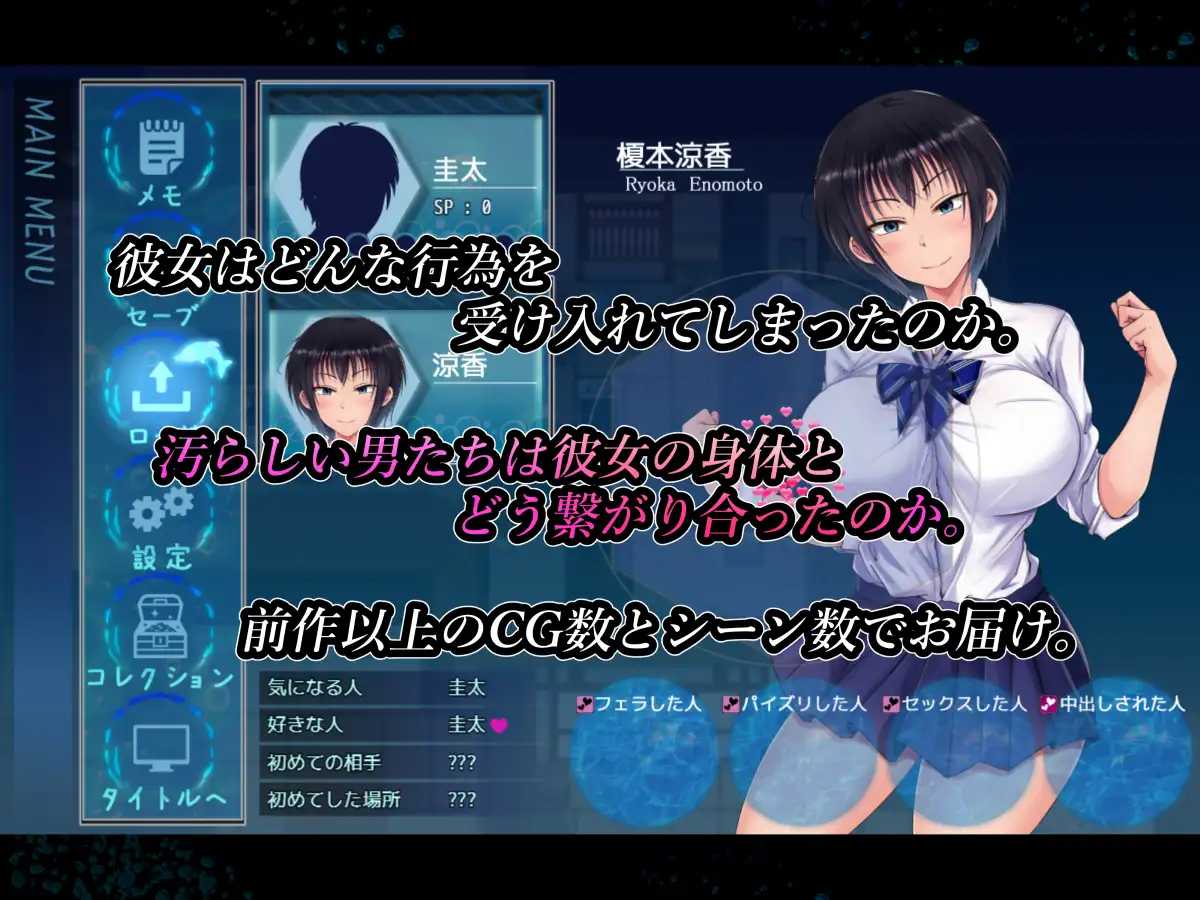 MAIN MENU
メモ
セーブ
設定
コレクション
タイトルへ
圭太
SP : 0
涼香
榎本涼香
Ryoka Enomoto
彼女はどんな行為を
受け入れてしまったのか。
汚らしい男たちは彼女の身体と
どう繋がり合ったのか。
前作以上のCG数とシーン数でお届け。
気になる人 圭太
好きな人 圭太
初めての相手 ???
初めてした場所 ???
フェラした人 パイズリした人 セックスした人 中出しされた人